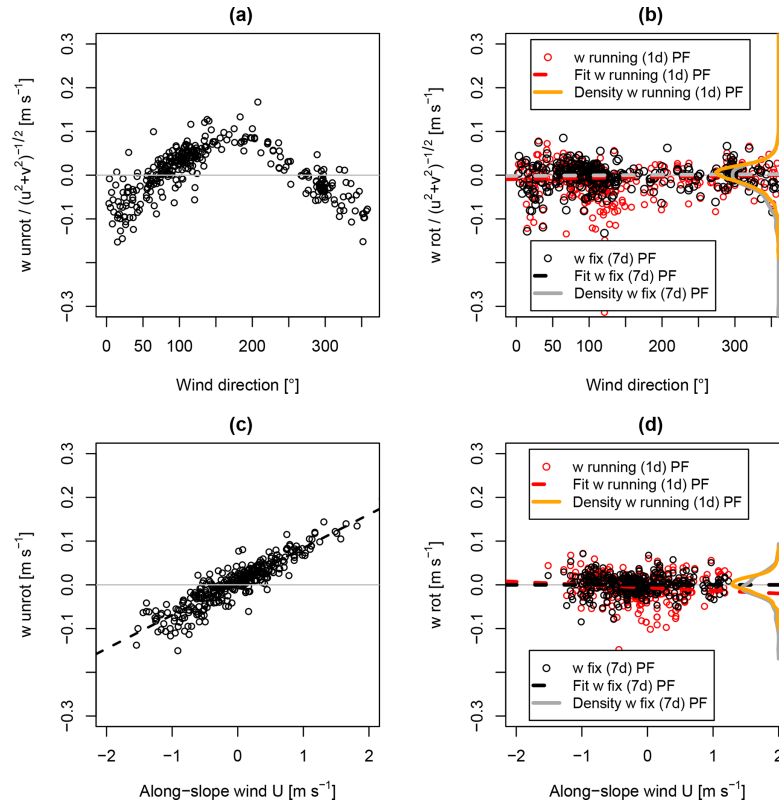 (a)
w unrot / (u²+v²)^−1/2 [m s⁻¹]
0.3
0.2
0.1
0.0
−0.1
−0.3
0 50 100 200 300
Wind direction [°]
(b)
w rot / (u²+v²)^−1/2 [m s⁻¹]
0.3
0.2
0.1
0.0
−0.1
−0.3
w running (1d) PF
Fit w running (1d) PF
Density w running (1d) PF
w fix (7d) PF
Fit w fix (7d) PF
Density w fix (7d) PF
0 50 100 200 300
Wind direction [°]
(c)
w unrot [m s⁻¹]
0.3
0.2
0.1
0.0
−0.1
−0.3
−2 −1 0 1 2
Along−slope wind U [m s⁻¹]
(d)
w rot [m s⁻¹]
0.3
0.2
0.1
0.0
−0.1
−0.3
w running (1d) PF
Fit w running (1d) PF
Density w running (1d) PF
w fix (7d) PF
Fit w fix (7d) PF
Density w fix (7d) PF
−2 −1 0 1 2
Along−slope wind U [m s⁻¹]